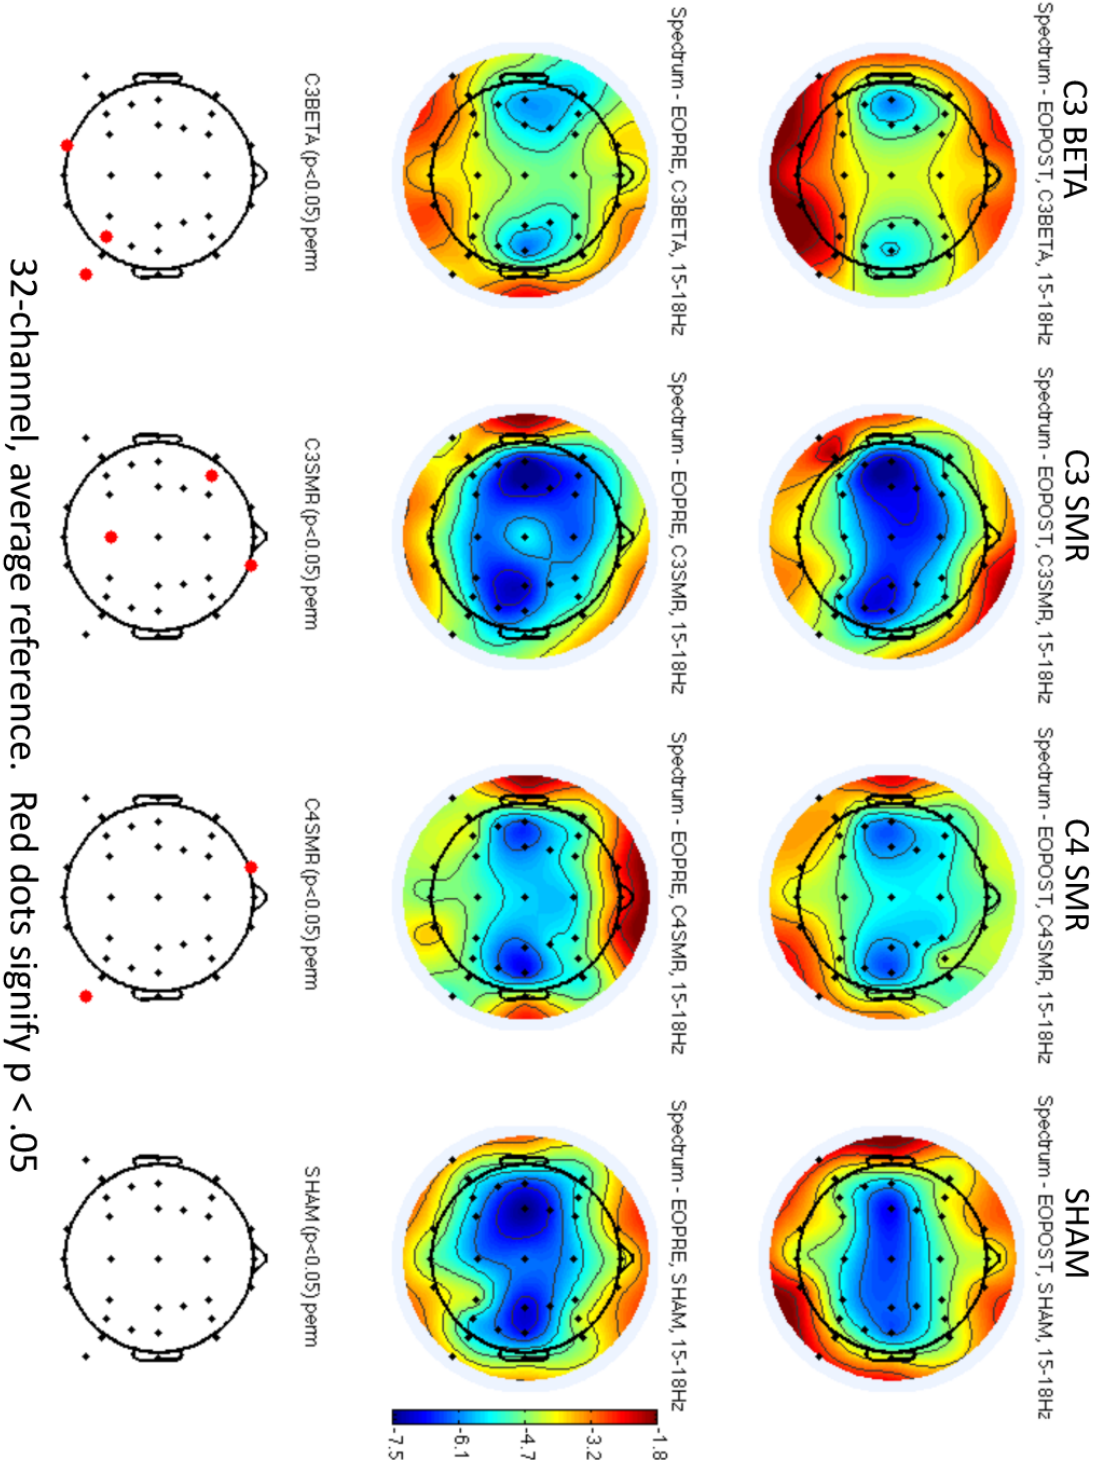 C3 BETA
C3 SMR
C4 SMR
SHAM
Spectrum - EOPOST, C3BETA, 15-18Hz
Spectrum - EOPOST, C3SMR, 15-18Hz
Spectrum - EOPOST, C4SMR, 15-18Hz
Spectrum - EOPOST, SHAM, 15-18Hz
Spectrum - EOPRE, C3BETA, 15-18Hz
Spectrum - EOPRE, C3SMR, 15-18Hz
Spectrum - EOPRE, C4SMR, 15-18Hz
Spectrum - EOPRE, SHAM, 15-18Hz
-1.8
-3.2
-4.7
-6.1
-7.5
C3BETA (p<0.05) perm
C3SMR (p<0.05) perm
C4SMR (p<0.05) perm
SHAM (p<0.05) perm
32-channel, average reference.  Red dots signify p < .05